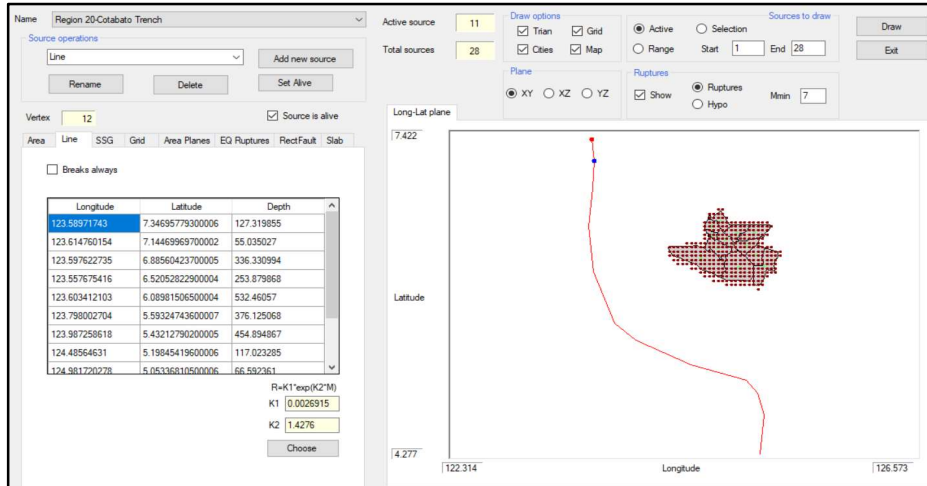 Name Region 20-Cotabato Trench
Source operations
Line
Add new source
Rename
Delete
Set Alive
Vertex 12
Source is alive
Area Line SSG Grid Area Planes EQ Ruptures RectFault Slab
Breaks always
Longitude Latitude Depth
123.58971743 7.34695779300006 127.319855
123.614760154 7.14469969700002 55.035027
123.597622735 6.88560423700005 336.330994
123.557675416 6.52052822900004 253.879868
123.603412103 6.08981506500004 532.46057
123.798002704 5.59324743600007 376.125068
123.987258618 5.43212790200005 454.894867
124.48564631 5.19845419600006 117.023285
124.981720278 5.05336810500006 66.592361
R=K1*exp(K2*M)
K1 0.0026915
K2 1.4276
Choose
Active source 11
Total sources 28
Draw options
Trian Grid
Cities Map
Plane
XY XZ YZ
Sources to draw
Active Selection
Range Start 1 End 28
Ruptures
Show
Ruptures
Hypo
Mmin 7
Draw
Exit
Long-Lat plane
7.422
Latitude
4.277
122.314 Longitude 126.573